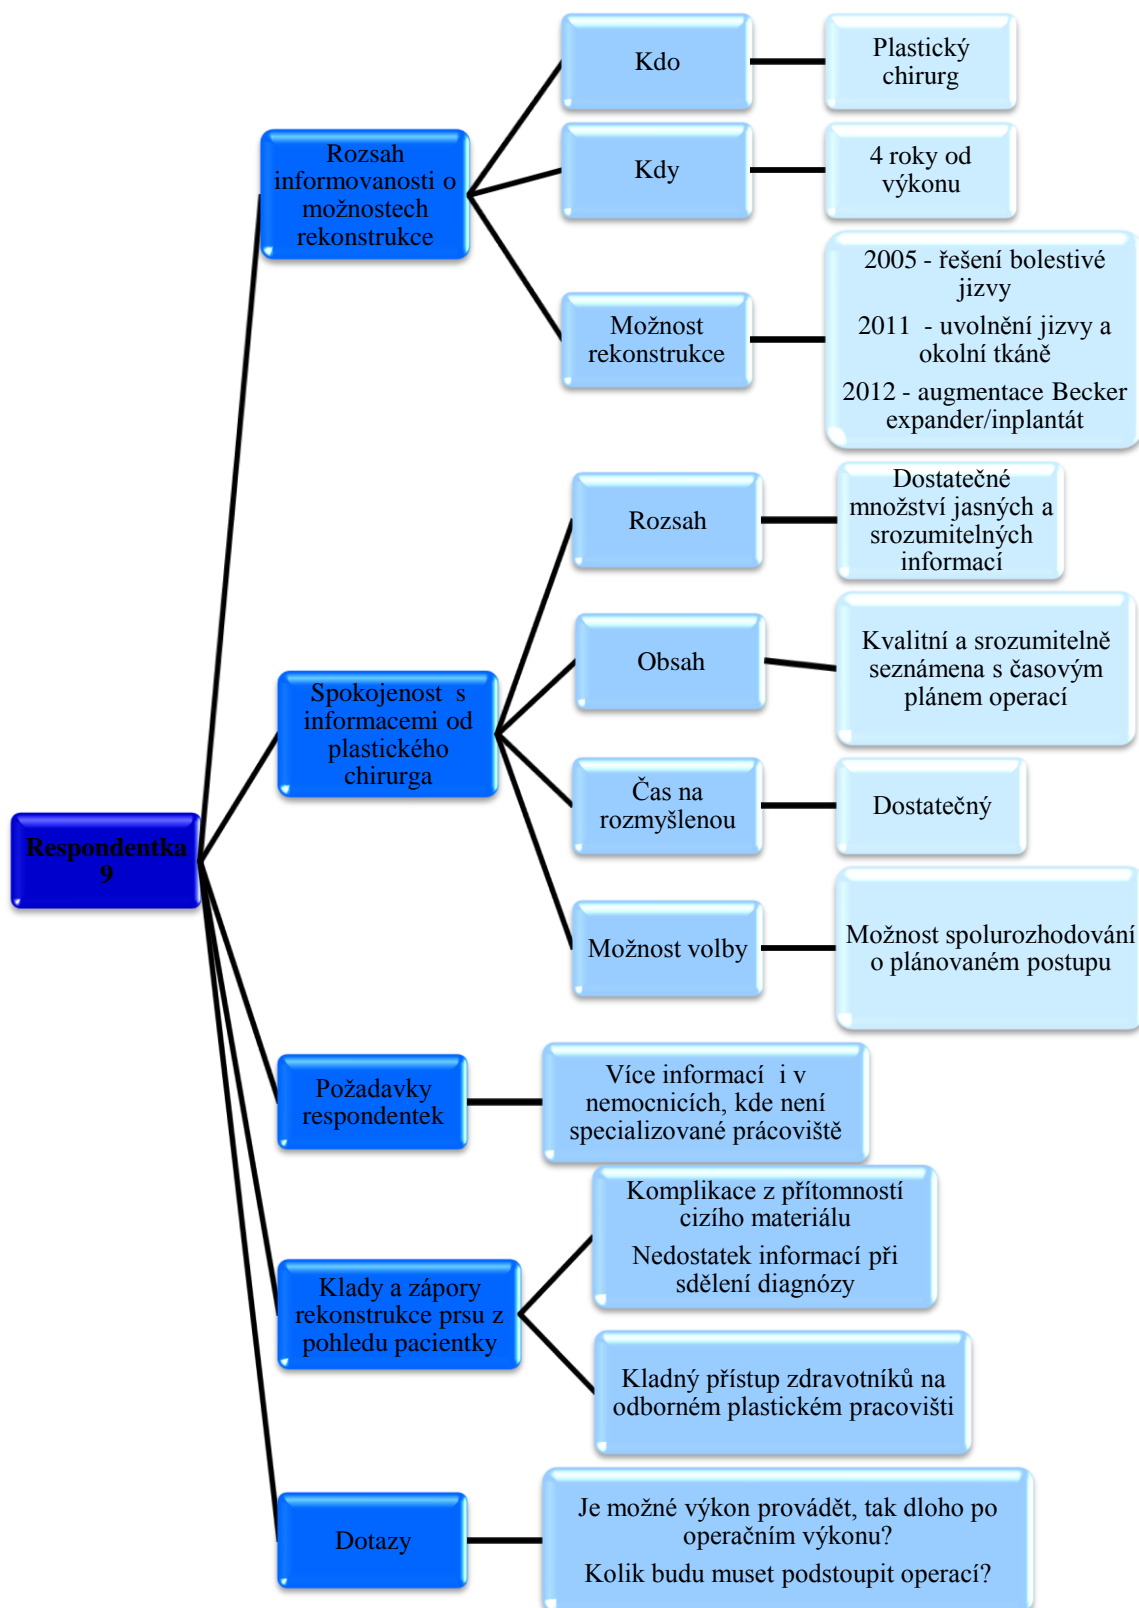 Respondentka
9
Rozsah
informovanosti o
možnostech
rekonstrukce
Kdo
Plastický
chirurg
Kdy
4 roky od
výkonu
Možnost
rekonstrukce
2005 - řešení bolestivé
jizvy
2011 - uvolnění jizvy a
okolní tkáně
2012 - augmentace Becker
expander/inplantát
Spokojenost s
informacemi od
plastického
chirurga
Rozsah
Dostatečné
množství jasných a
srozumitelných
informací
Obsah
Kvalitní a srozumitelně
seznámena s časovým
plánem operací
Čas na
rozmyšlenou
Dostatečný
Možnost volby
Možnost spolurozhodování
o plánovaném postupu
Požadavky
respondentek
Více informací i v
nemocnicích, kde není
specializované prácoviště
Klady a zápory
rekonstrukce prsu z
pohledu pacientky
Komplikace z přítomností
cizího materiálu
Nedostatek informací při
sdělení diagnózy
Kladný přístup zdravotníků na
odborném plastickém pracovišti
Dotazy
Je možné výkon provádět, tak dloho po
operačním výkonu?
Kolik budu muset podstoupit operací?